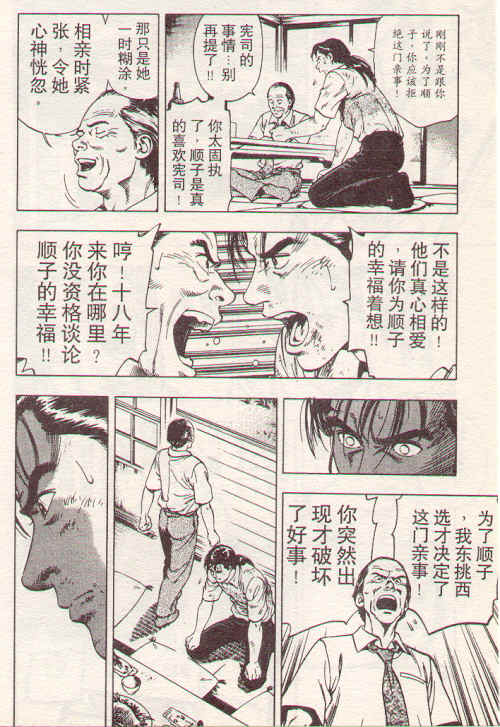 刚刚不是跟你
说了，为了顺
子，你应该拒
绝这门亲事！
宪司的
事情…别
再提了！！
你太固执
了，顺子是真
的喜欢宪司！
那只是她
一时糊涂。
相亲时紧
张，令她
心神恍忽。
不是这样的！
他们真心相爱
，请你为顺子
的幸福着想！！
哼！十八年
来你在哪里？
你没资格谈论
顺子的幸福！！
为了顺子
，我东挑西
选才决定了
这门亲事！
你突然出
现才破坏
了好事！